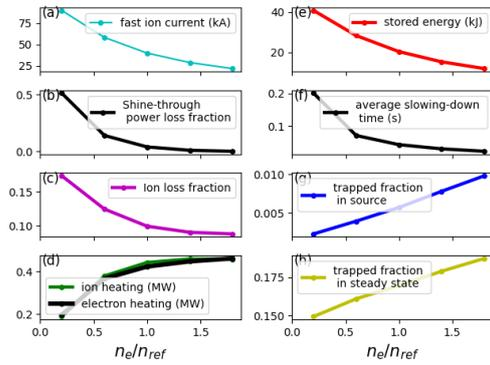 (a)
75
50
25
fast ion current (kA)
(e)
40
20
stored energy (kJ)
(b)
0.5
0.0
Shine-through
power loss fraction
(f)
0.2
0.1
average slowing-down
time (s)
(c)
0.15
0.10
Ion loss fraction
(g)
0.010
0.005
trapped fraction
in source
(d)
0.4
0.2
ion heating (MW)
electron heating (MW)
0.0 0.5 1.0 1.5
n_e/n_ref
(h)
0.175
0.150
trapped fraction
in steady state
0.0 0.5 1.0 1.5
n_e/n_ref